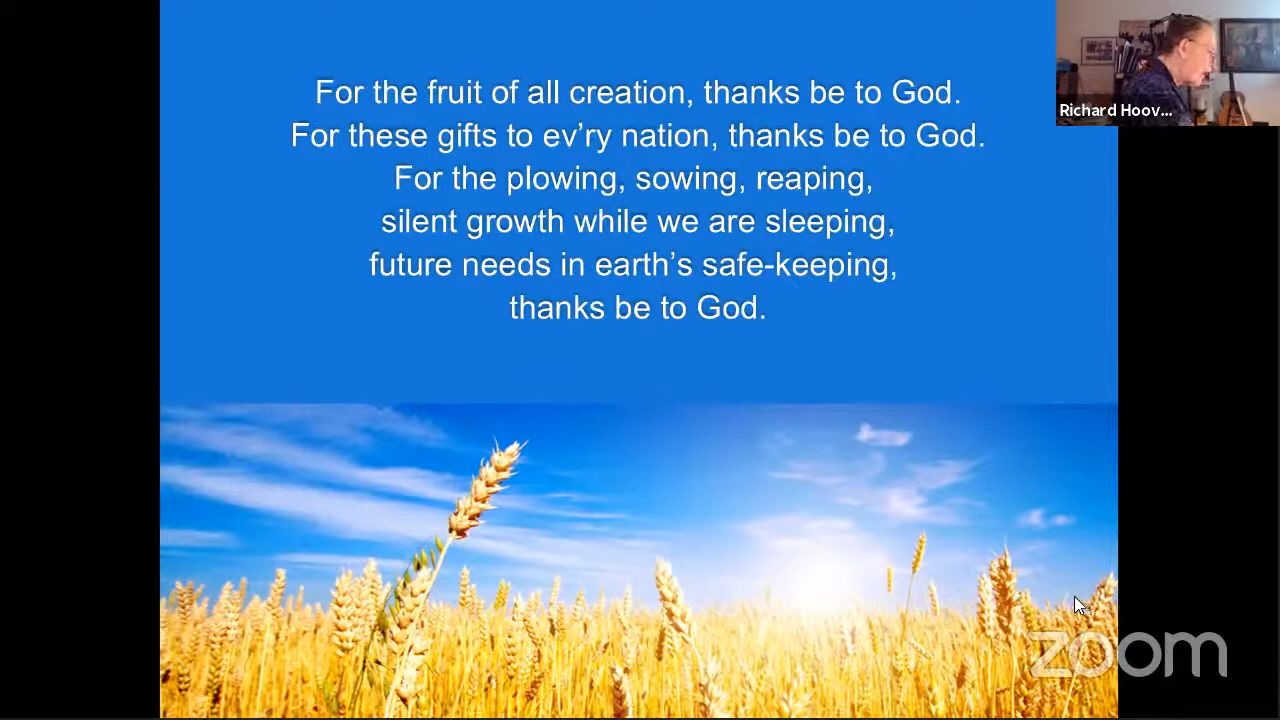 For the fruit of all creation, thanks be to God.
For these gifts to ev’ry nation, thanks be to God.
For the plowing, sowing, reaping,
silent growth while we are sleeping,
future needs in earth’s safe-keeping,
thanks be to God.
Richard Hoov...
zoom